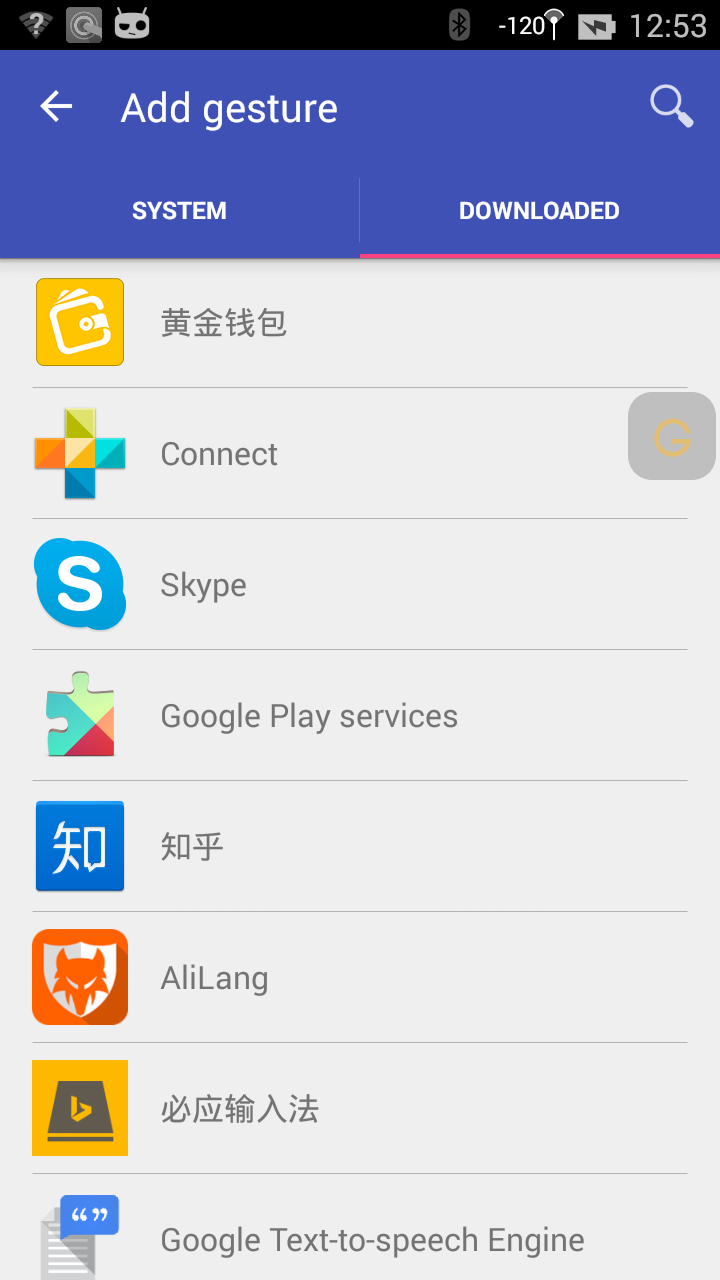 -120
12:53
Add gesture
SYSTEM
DOWNLOADED
黄金钱包
G
Connect
S
Skype
Google Play services
知
知乎
AliLang
b
必应输入法
“ ”
Google Text-to-speech Engine